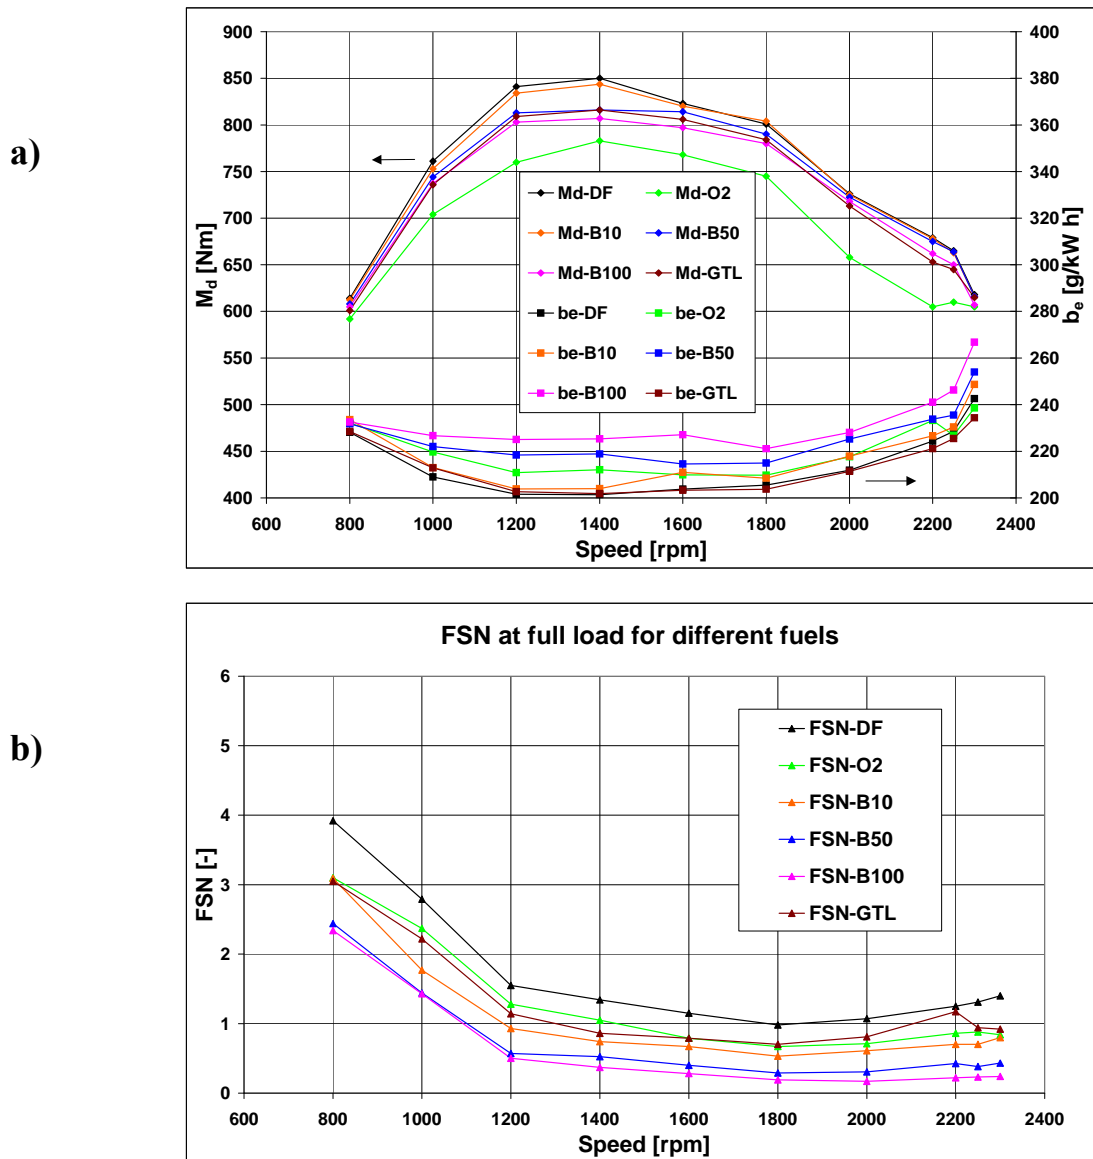 a)
900
850
800
750
700
650
600
550
500
450
400
Md [Nm]
400
380
360
340
320
300
280
260
240
220
200
be [g/kW h]
Md-DF Md-O2
Md-B10 Md-B50
Md-B100 Md-GTL
be-DF be-O2
be-B10 be-B50
be-B100 be-GTL
600 800 1000 1200 1400 1600 1800 2000 2200 2400
Speed [rpm]
b)
FSN at full load for different fuels
6
5
4
3
2
1
0
FSN [-]
FSN-DF
FSN-O2
FSN-B10
FSN-B50
FSN-B100
FSN-GTL
600 800 1000 1200 1400 1600 1800 2000 2200 2400
Speed [rpm]